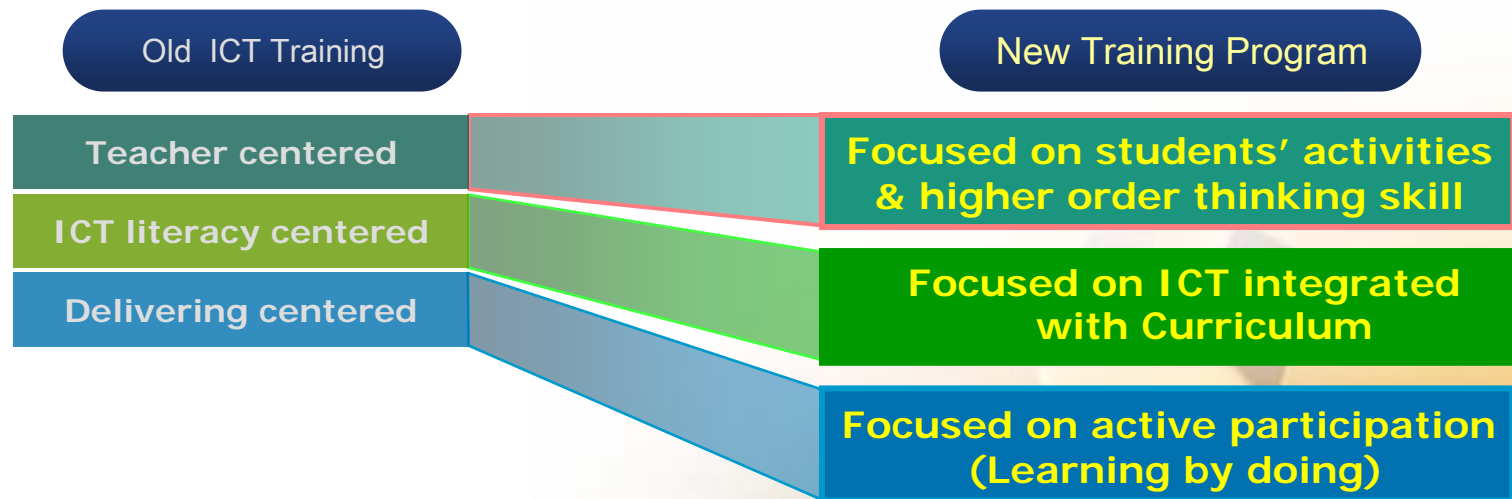 Old ICT Training
New Training Program
Teacher centered
ICT literacy centered
Delivering centered
Focused on students’ activities
& higher order thinking skill
Focused on ICT integrated
with Curriculum
Focused on active participation
(Learning by doing)